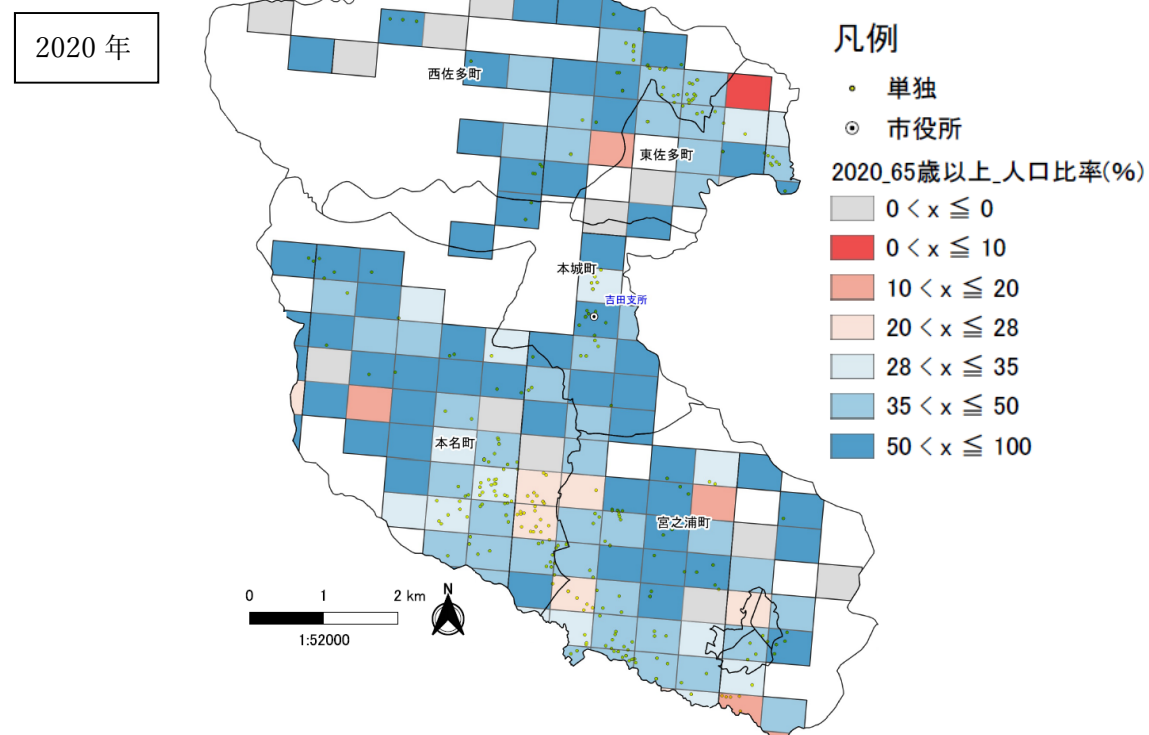 2020 年
西佐多町
東佐多町
本城町
吉田支所
本名町
宮之浦町
0 1 2 km
1:52000
N
凡例
単独
市役所
2020_65歳以上_人口比率(%)
0 < x ≦ 0
0 < x ≦ 10
10 < x ≦ 20
20 < x ≦ 28
28 < x ≦ 35
35 < x ≦ 50
50 < x ≦ 100